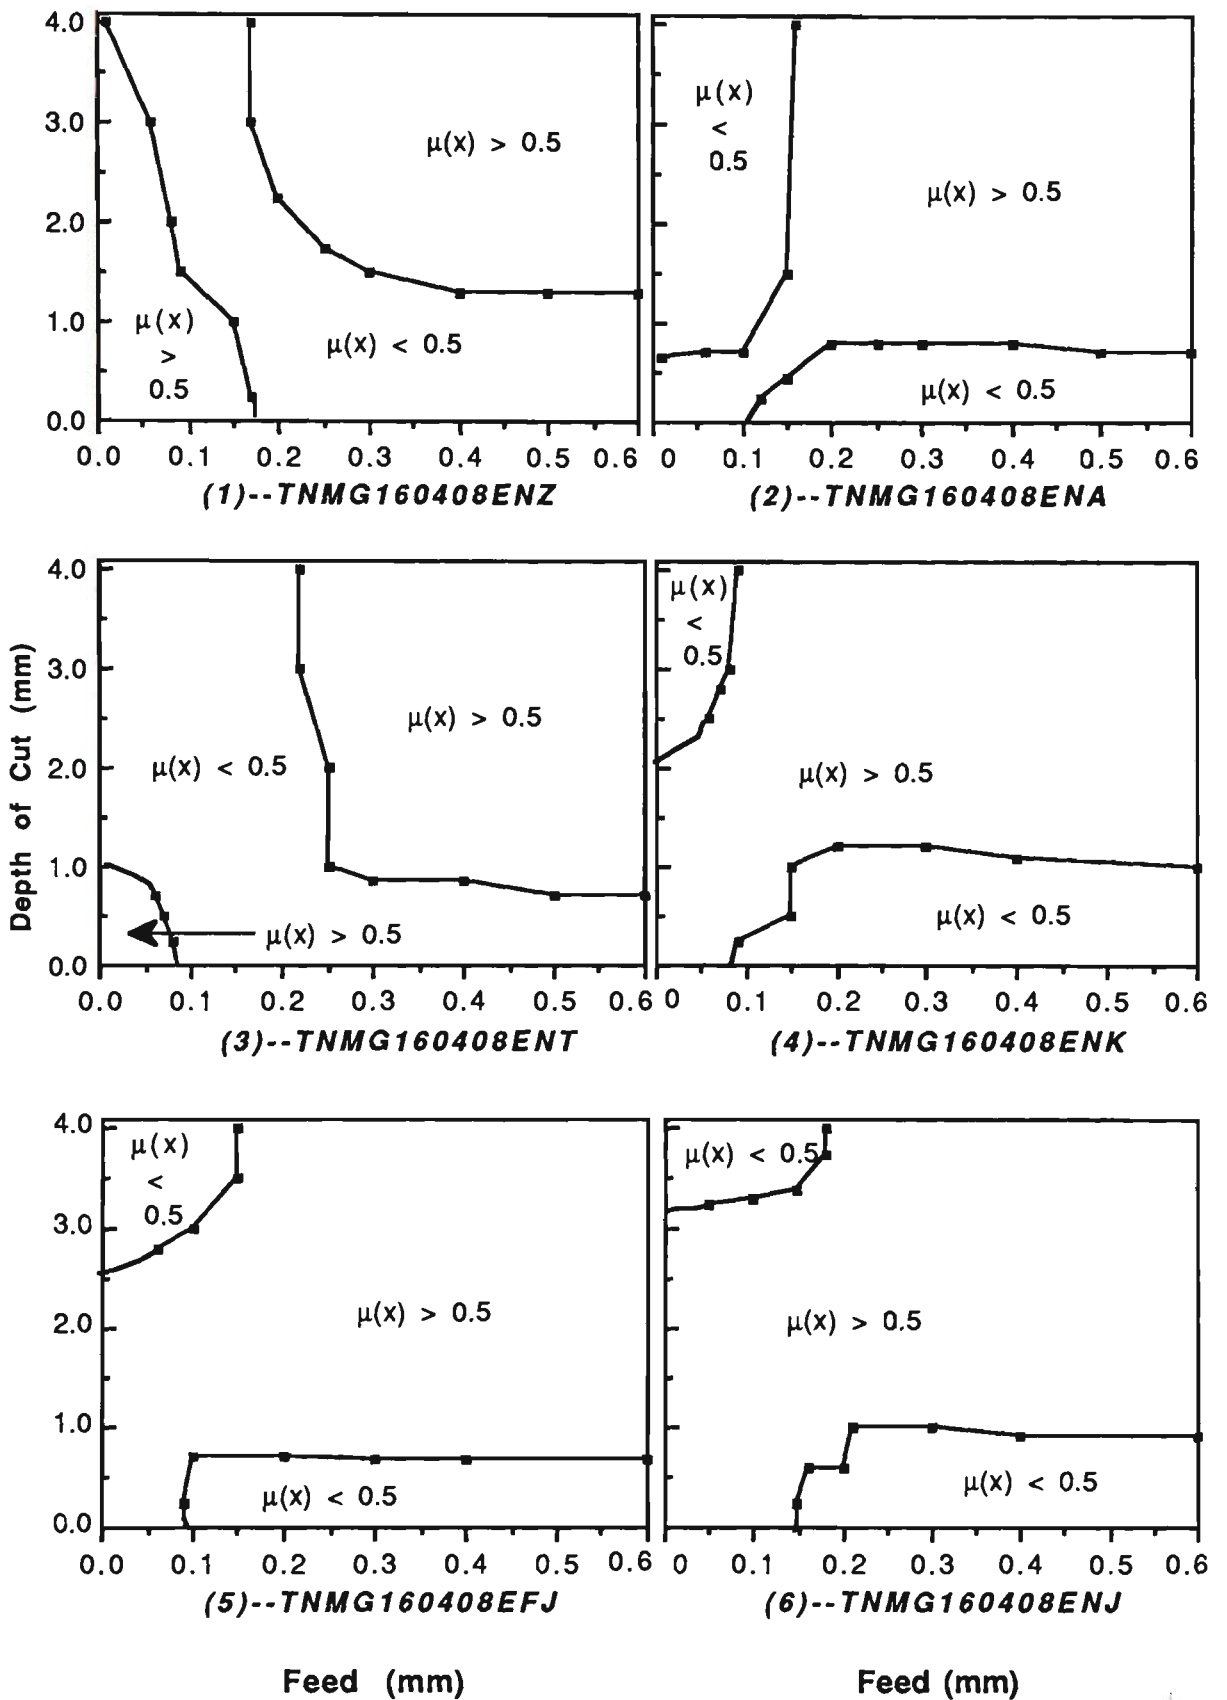 4.0
3.0
2.0
1.0
0.0
μ(x) > 0.5
μ(x) < 0.5
μ(x)
>
0.5
0.0 0.1 0.2 0.3 0.4 0.5 0.6
(1)--TNMG160408ENZ
μ(x)
<
0.5
μ(x) > 0.5
μ(x) < 0.5
0 0.1 0.2 0.3 0.4 0.5 0.6
(2)--TNMG160408ENA
Depth of Cut (mm)
4.0
3.0
2.0
1.0
0.0
μ(x) > 0.5
μ(x) < 0.5
μ(x) > 0.5
0.0 0.1 0.2 0.3 0.4 0.5 0.6
(3)--TNMG160408ENT
μ(x)
<
0.5
μ(x) > 0.5
μ(x) < 0.5
0 0.1 0.2 0.3 0.4 0.5 0.6
(4)--TNMG160408ENK
4.0
3.0
2.0
1.0
0.0
μ(x)
<
0.5
μ(x) > 0.5
μ(x) < 0.5
0.0 0.1 0.2 0.3 0.4 0.5 0.6
(5)--TNMG160408EFJ
μ(x) < 0.5
μ(x) > 0.5
μ(x) < 0.5
0 0.1 0.2 0.3 0.4 0.5 0.6
(6)--TNMG160408ENJ
Feed (mm)
Feed (mm)